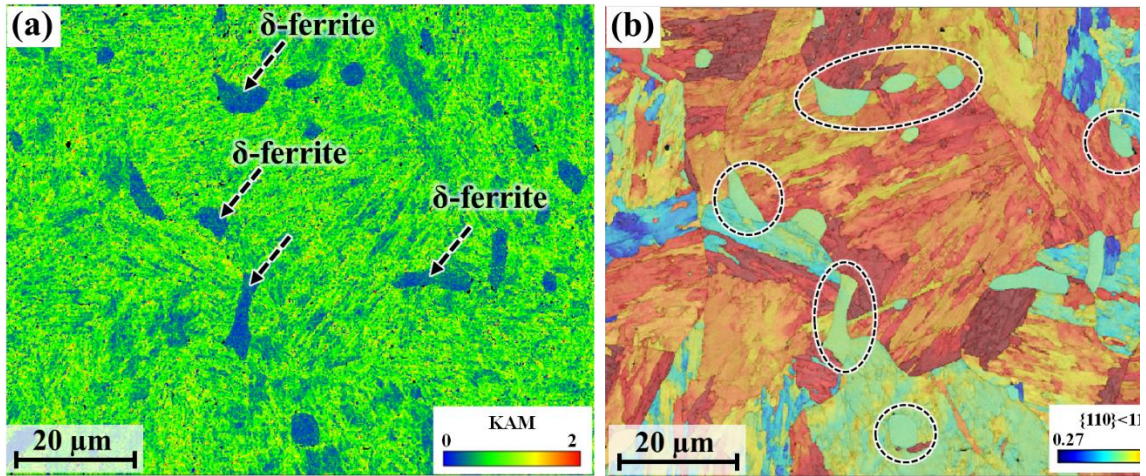 (a)
δ-ferrite
δ-ferrite
δ-ferrite
20 µm
KAM
0 2
(b)
20 µm
{110}<11
0.27